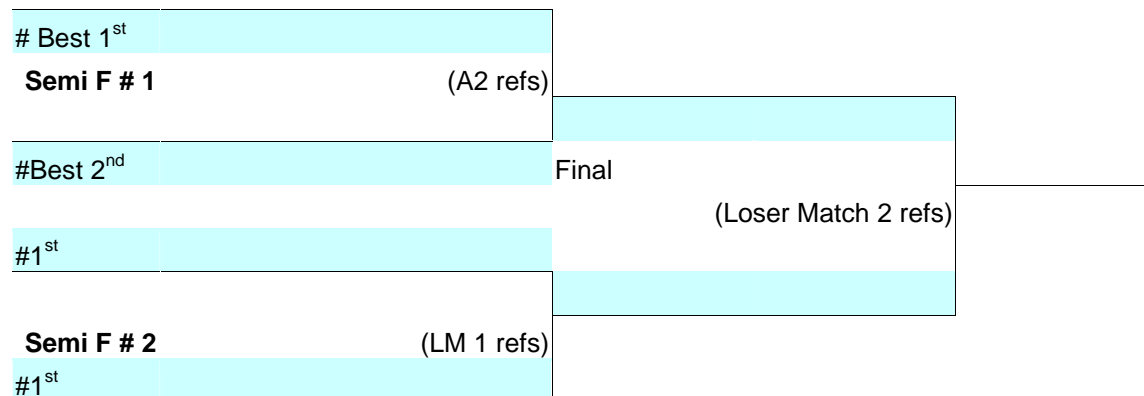 # Best 1st
Semi F # 1 (A2 refs)
#Best 2nd Final
(Loser Match 2 refs)
#1st
Semi F # 2 (LM 1 refs)
#1st